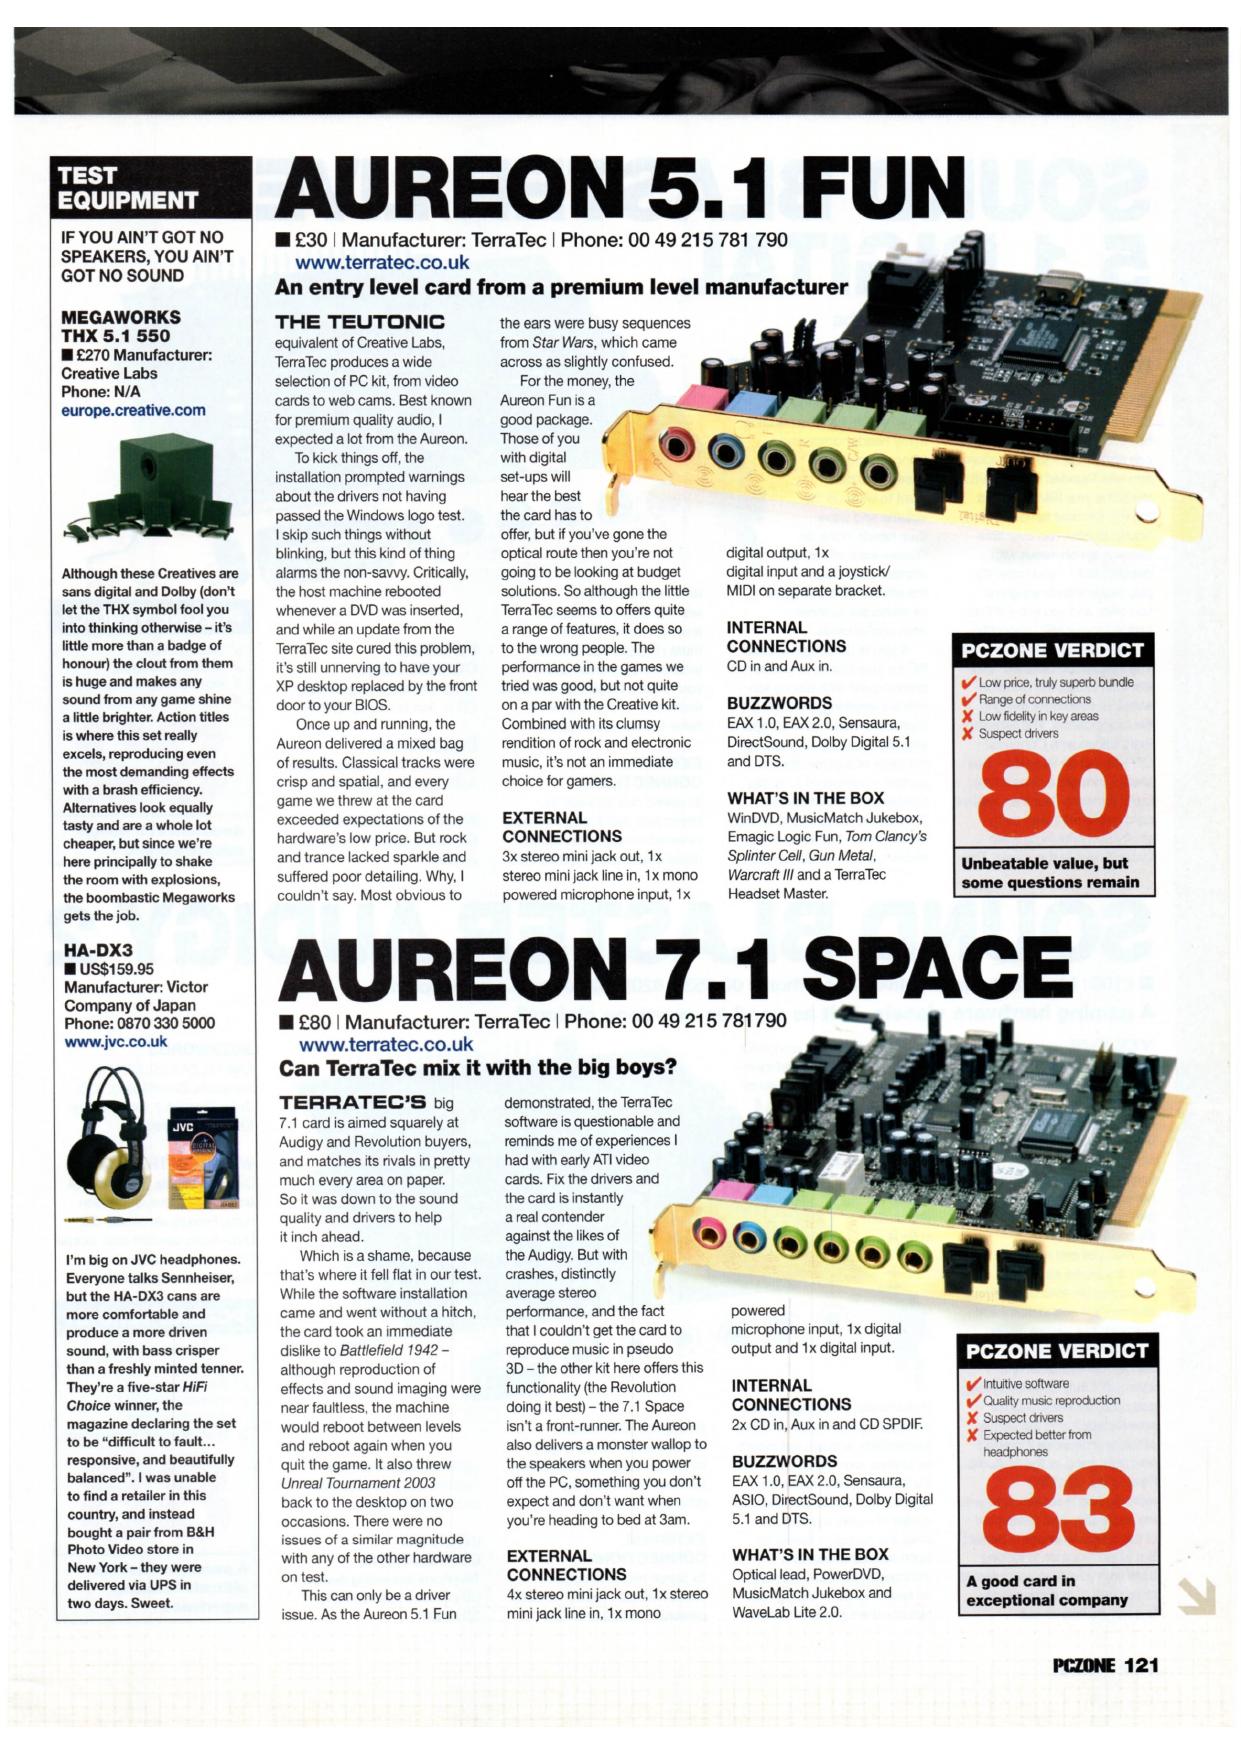 TEST
EQUIPMENT
IF YOU AIN'T GOT NO
SPEAKERS, YOU AIN'T
GOT NO SOUND
MEGAWORKS
THX 5.1 550
■ £270 Manufacturer:
Creative Labs
Phone: N/A
europe.creative.com
Although these Creatives are
sans digital and Dolby (don't
let the THX symbol fool you
into thinking otherwise – it's
little more than a badge of
honour) the clout from them
is huge and makes any
sound from any game shine
a little brighter. Action titles
is where this set really
excels, reproducing even
the most demanding effects
with a brash efficiency.
Alternatives look equally
tasty and are a whole lot
cheaper, but since we're
here principally to shake
the room with explosions,
the boombastic Megaworks
gets the job.
HA-DX3
■ US$159.95
Manufacturer: Victor
Company of Japan
Phone: 0870 330 5000
www.jvc.co.uk
JVC
I'm big on JVC headphones.
Everyone talks Sennheiser,
but the HA-DX3 cans are
more comfortable and
produce a more driven
sound, with bass crisper
than a freshly minted tenner.
They're a five-star HiFi
Choice winner, the
magazine declaring the set
to be "difficult to fault...
responsive, and beautifully
balanced". I was unable
to find a retailer in this
country, and instead
bought a pair from B&H
Photo Video store in
New York – they were
delivered via UPS in
two days. Sweet.
AUREON 5.1 FUN
■ £30 | Manufacturer: TerraTec | Phone: 00 49 215 781 790
www.terratec.co.uk
An entry level card from a premium level manufacturer
THE TEUTONIC
equivalent of Creative Labs,
TerraTec produces a wide
selection of PC kit, from video
cards to web cams. Best known
for premium quality audio, I
expected a lot from the Aureon.
To kick things off, the
installation prompted warnings
about the drivers not having
passed the Windows logo test.
I skip such things without
blinking, but this kind of thing
alarms the non-savvy. Critically,
the host machine rebooted
whenever a DVD was inserted,
and while an update from the
TerraTec site cured this problem,
it's still unnerving to have your
XP desktop replaced by the front
door to your BIOS.
Once up and running, the
Aureon delivered a mixed bag
of results. Classical tracks were
crisp and spatial, and every
game we threw at the card
exceeded expectations of the
hardware's low price. But rock
and trance lacked sparkle and
suffered poor detailing. Why, I
couldn't say. Most obvious to
the ears were busy sequences
from Star Wars, which came
across as slightly confused.
For the money, the
Aureon Fun is a
good package.
Those of you
with digital
set-ups will
hear the best
the card has to
offer, but if you've gone the
optical route then you're not
going to be looking at budget
solutions. So although the little
TerraTec seems to offers quite
a range of features, it does so
to the wrong people. The
performance in the games we
tried was good, but not quite
on a par with the Creative kit.
Combined with its clumsy
rendition of rock and electronic
music, it's not an immediate
choice for gamers.
EXTERNAL
CONNECTIONS
3x stereo mini jack out, 1x
stereo mini jack line in, 1x mono
powered microphone input, 1x
digital output, 1x
digital input and a joystick/
MIDI on separate bracket.
INTERNAL
CONNECTIONS
CD in and Aux in.
BUZZWORDS
EAX 1.0, EAX 2.0, Sensaura,
DirectSound, Dolby Digital 5.1
and DTS.
WHAT'S IN THE BOX
WinDVD, MusicMatch Jukebox,
Emagic Logic Fun, Tom Clancy's
Splinter Cell, Gun Metal,
Warcraft III and a TerraTec
Headset Master.
PCZONE VERDICT
✓ Low price, truly superb bundle
✓ Range of connections
✗ Low fidelity in key areas
✗ Suspect drivers
80
Unbeatable value, but
some questions remain
AUREON 7.1 SPACE
■ £80 | Manufacturer: TerraTec | Phone: 00 49 215 781790
www.terratec.co.uk
Can TerraTec mix it with the big boys?
TERRATEC'S big
7.1 card is aimed squarely at
Audigy and Revolution buyers,
and matches its rivals in pretty
much every area on paper.
So it was down to the sound
quality and drivers to help
it inch ahead.
Which is a shame, because
that's where it fell flat in our test.
While the software installation
came and went without a hitch,
the card took an immediate
dislike to Battlefield 1942 –
although reproduction of
effects and sound imaging were
near faultless, the machine
would reboot between levels
and reboot again when you
quit the game. It also threw
Unreal Tournament 2003
back to the desktop on two
occasions. There were no
issues of a similar magnitude
with any of the other hardware
on test.
This can only be a driver
issue. As the Aureon 5.1 Fun
demonstrated, the TerraTec
software is questionable and
reminds me of experiences I
had with early ATI video
cards. Fix the drivers and
the card is instantly
a real contender
against the likes of
the Audigy. But with
crashes, distinctly
average stereo
performance, and the fact
that I couldn't get the card to
reproduce music in pseudo
3D – the other kit here offers this
functionality (the Revolution
doing it best) – the 7.1 Space
isn't a front-runner. The Aureon
also delivers a monster wallop to
the speakers when you power
off the PC, something you don't
expect and don't want when
you're heading to bed at 3am.
EXTERNAL
CONNECTIONS
4x stereo mini jack out, 1x stereo
mini jack line in, 1x mono
powered
microphone input, 1x digital
output and 1x digital input.
INTERNAL
CONNECTIONS
2x CD in, Aux in and CD SPDIF.
BUZZWORDS
EAX 1.0, EAX 2.0, Sensaura,
ASIO, DirectSound, Dolby Digital
5.1 and DTS.
WHAT'S IN THE BOX
Optical lead, PowerDVD,
MusicMatch Jukebox and
WaveLab Lite 2.0.
PCZONE VERDICT
✓ Intuitive software
✓ Quality music reproduction
✗ Suspect drivers
✗ Expected better from
headphones
83
A good card in
exceptional company
PCZONE 121